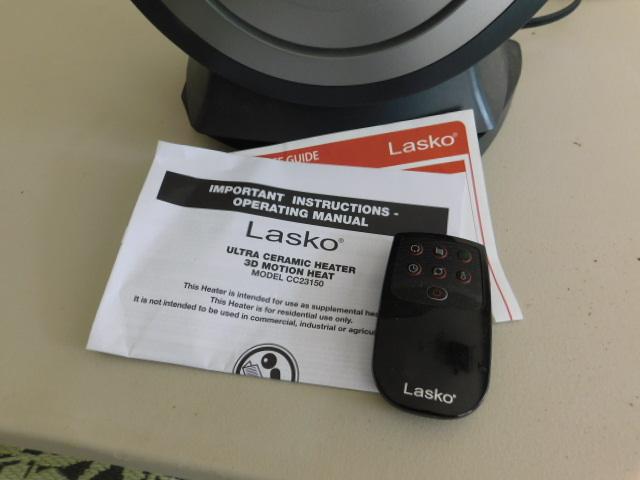 GUIDE
Lasko®
IMPORTANT INSTRUCTIONS -
OPERATING MANUAL
Lasko®
ULTRA CERAMIC HEATER
3D MOTION HEAT
MODEL CC23150
This Heater is intended for use as supplemental
This Heater is for residential use only.
It is not intended to be used in commercial, industrial or
Lasko®